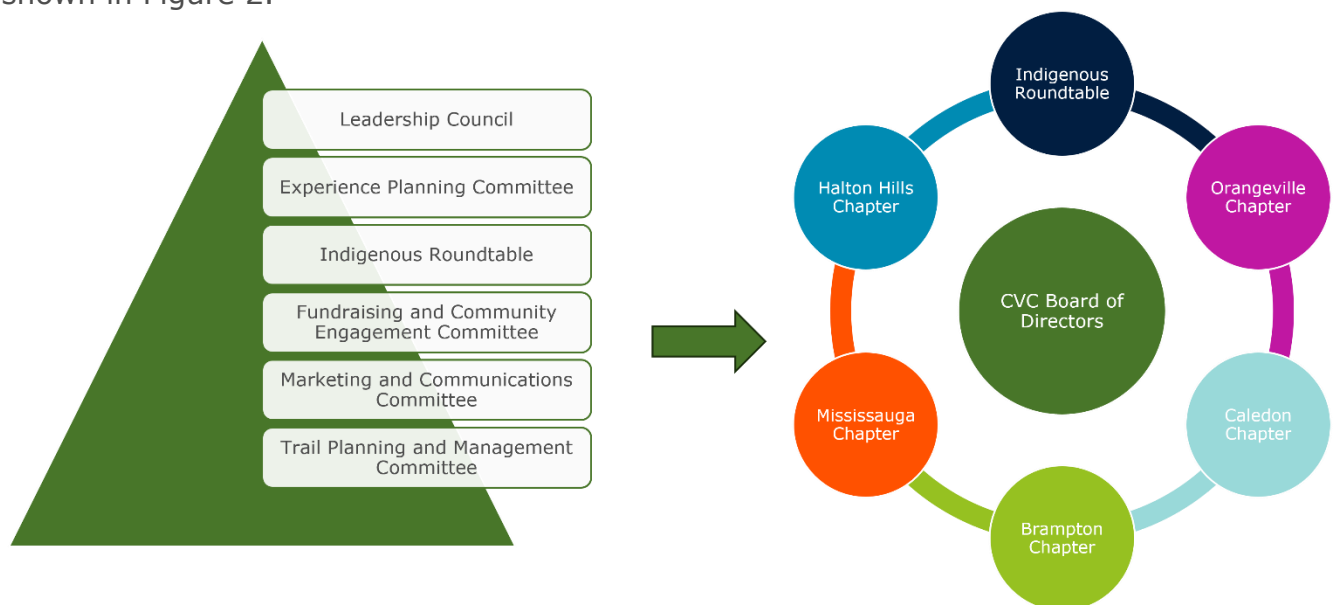 shown in Figure 2.
Leadership Council
Experience Planning Committee
Indigenous Roundtable
Fundraising and Community
Engagement Committee
Marketing and Communications
Committee
Trail Planning and Management
Committee
Indigenous
Roundtable
Orangeville
Chapter
Caledon
Chapter
Brampton
Chapter
Mississauga
Chapter
Halton Hills
Chapter
CVC Board of
Directors